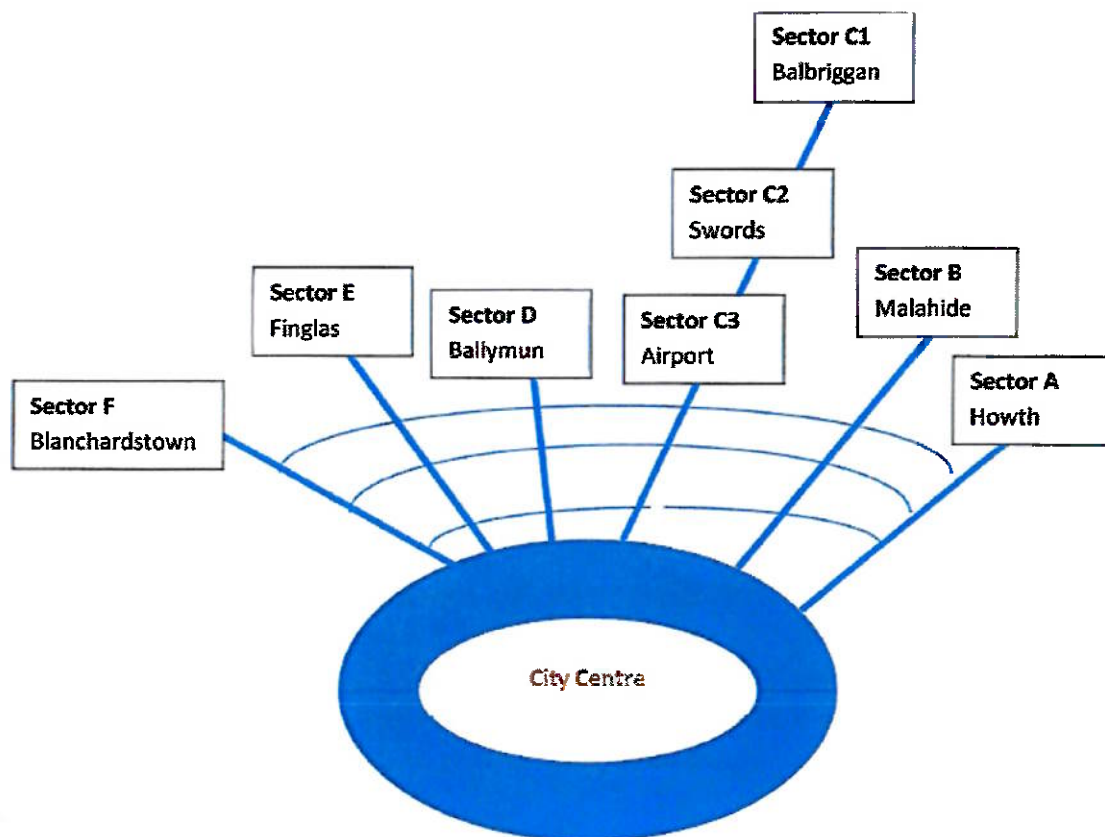 Sector C1
Balbriggan
Sector C2
Swords
Sector B
Malahide
Sector E
Finglas
Sector D
Ballymun
Sector C3
Airport
Sector A
Howth
Sector F
Blanchardstown
City Centre